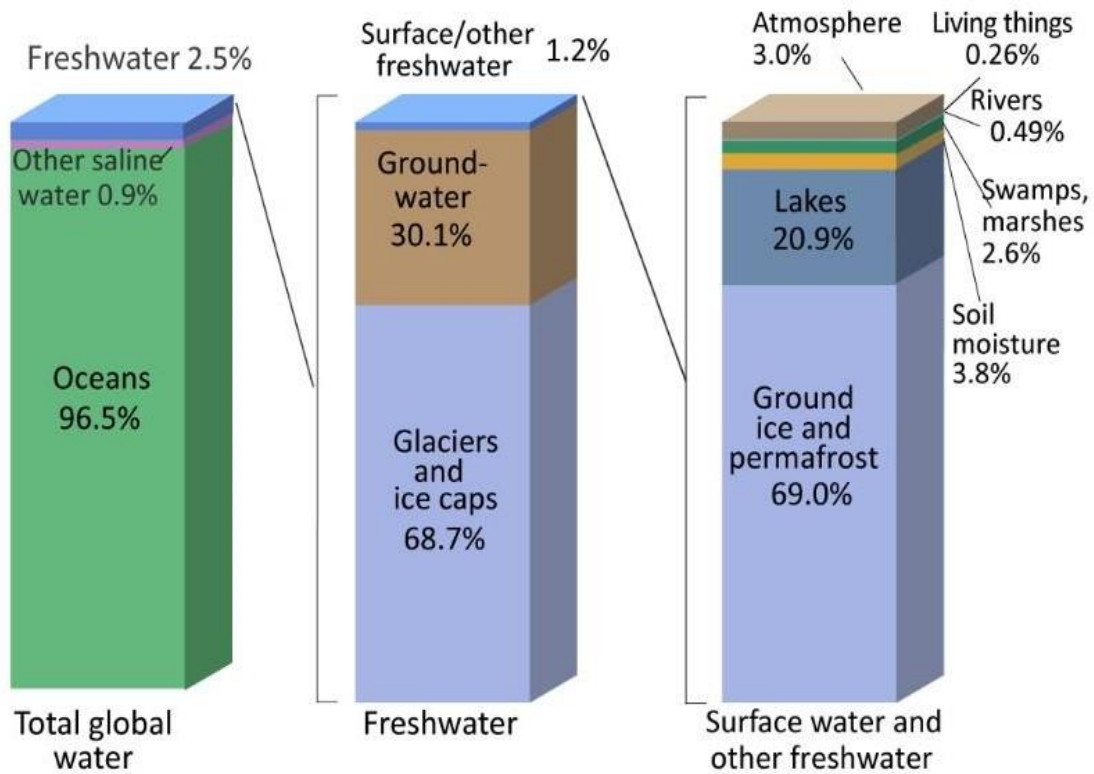 Freshwater 2.5%
Other saline
water 0.9%
Oceans
96.5%
Total global
water
Surface/other
freshwater 1.2%
Ground-
water
30.1%
Glaciers
and
ice caps
68.7%
Freshwater
Atmosphere
3.0%
Living things
0.26%
Rivers
0.49%
Swamps,
marshes
2.6%
Soil
moisture
3.8%
Lakes
20.9%
Ground
ice and
permafrost
69.0%
Surface water and
other freshwater